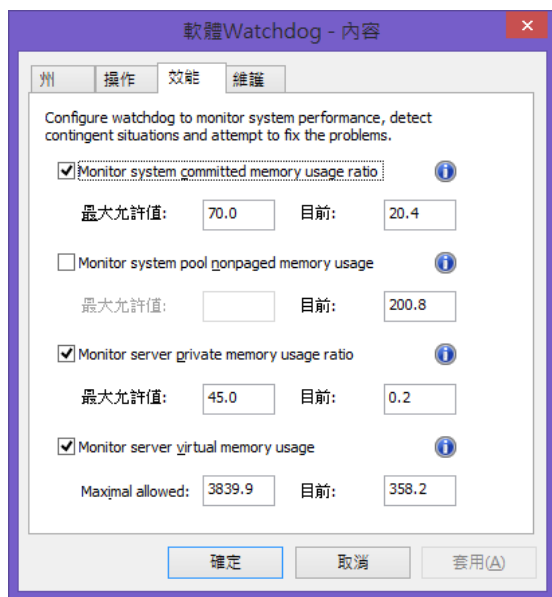 軟體Watchdog - 內容
州 操作 效能 維護
Configure watchdog to monitor system performance, detect
contingent situations and attempt to fix the problems.
Monitor system committed memory usage ratio
最大允許值: 70.0 目前: 20.4
Monitor system pool nonpaged memory usage
最大允許值: 目前: 200.8
Monitor server private memory usage ratio
最大允許值: 45.0 目前: 0.2
Monitor server virtual memory usage
Maximal allowed: 3839.9 目前: 358.2
確定 取消 套用(A)